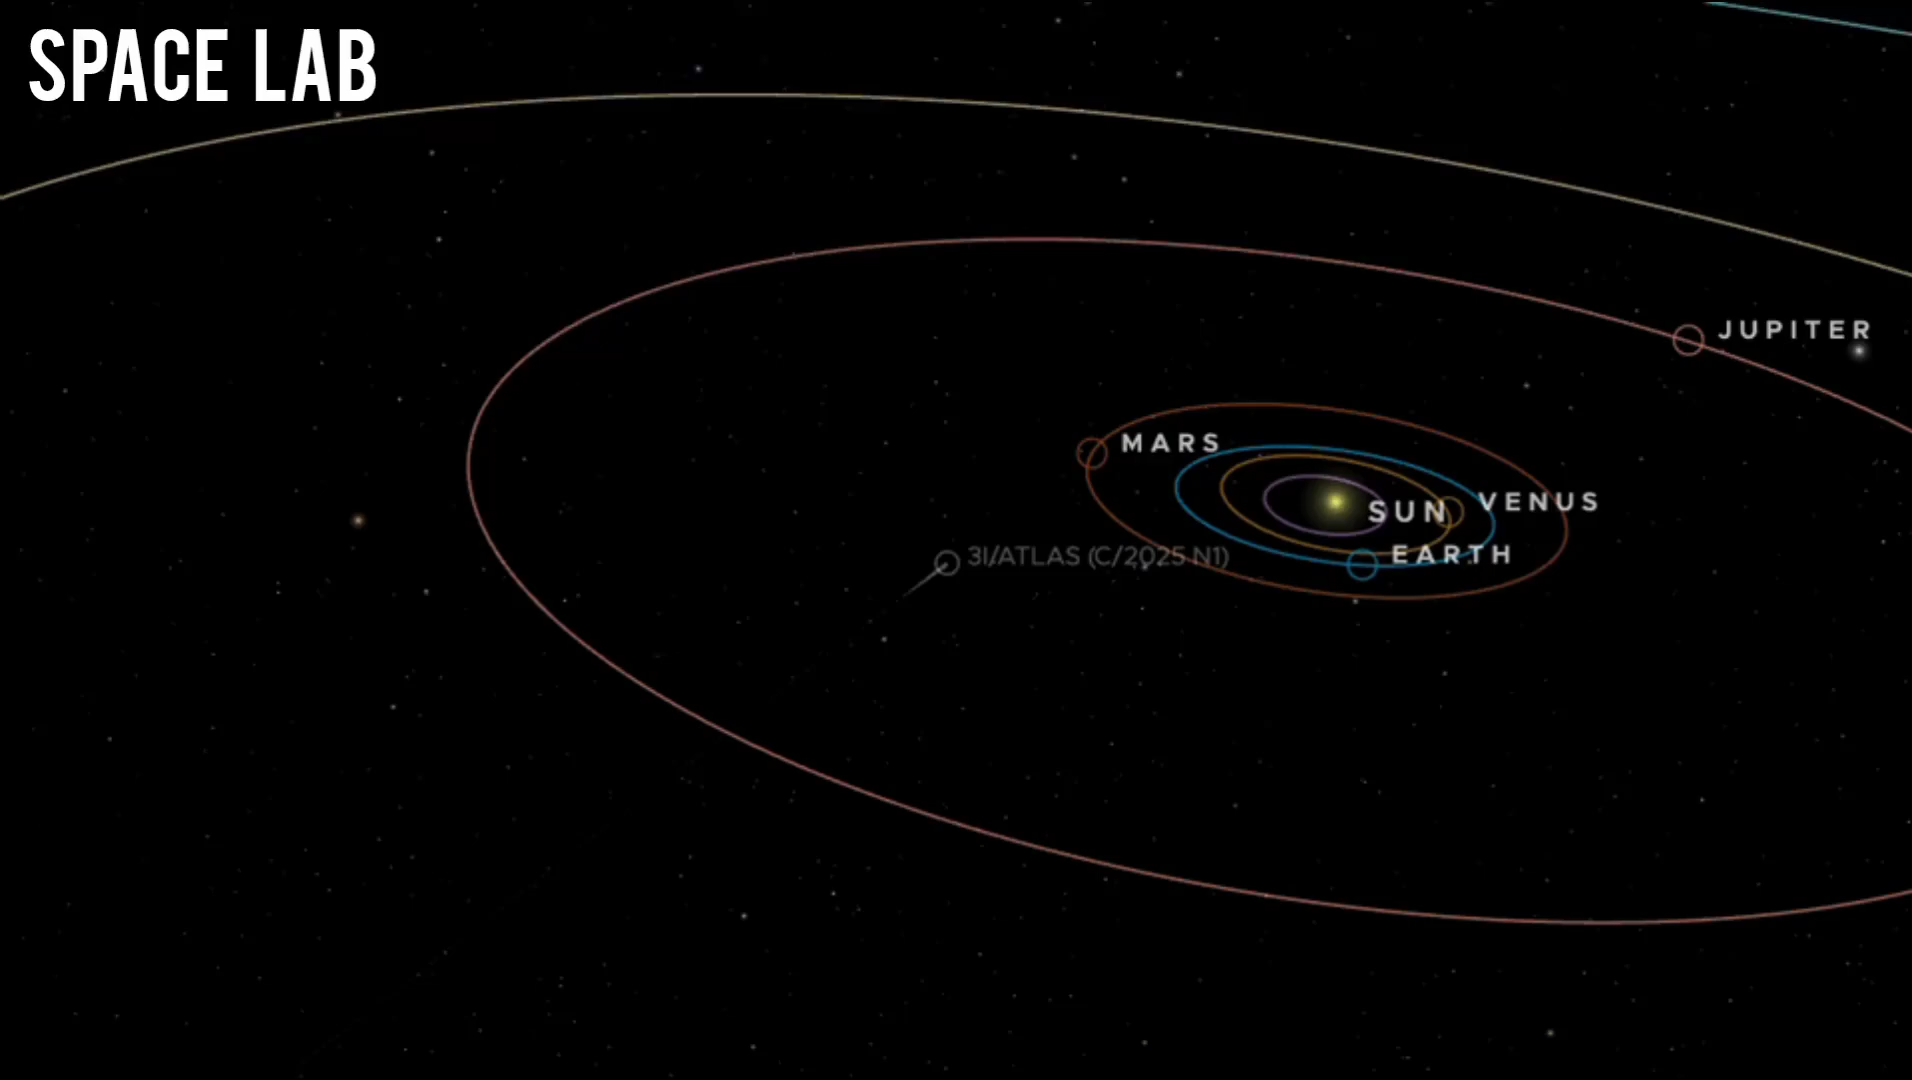 SPACE LAB
JUPITER
MARS
VENUS
SUN
EARTH
3I/ATLAS (C/2025 N1)